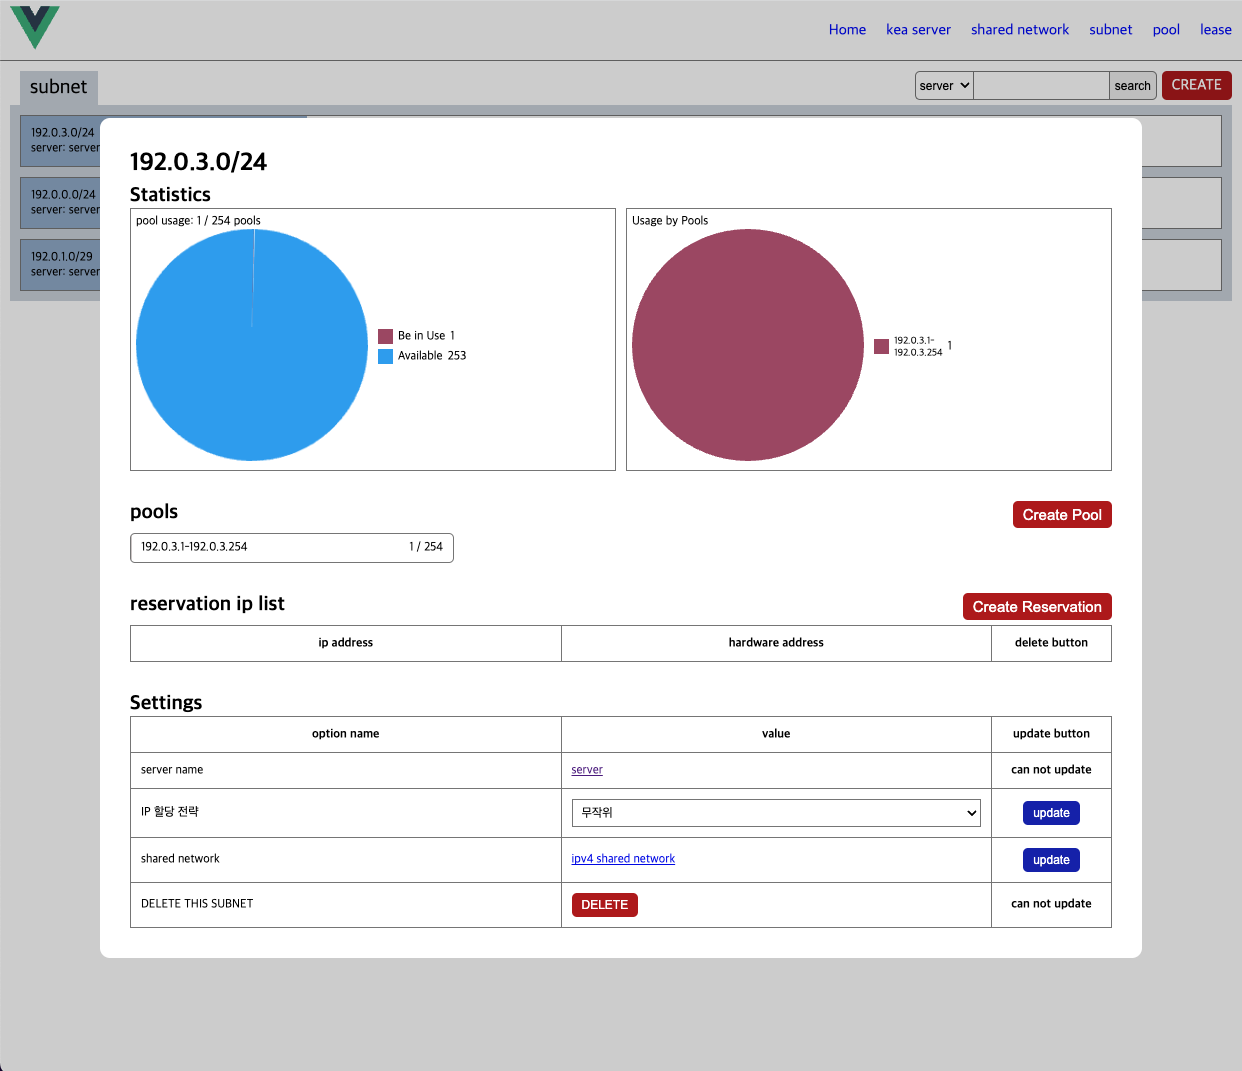 Home kea server shared network subnet pool lease
subnet
server search CREATE
192.0.3.0/24
server: server
192.0.0.0/24
server: server
192.0.1.0/29
server: server
192.0.3.0/24
Statistics
pool usage: 1 / 254 pools
Be in Use 1
Available 253
Usage by Pools
192.0.3.1-
192.0.3.254 1
pools
Create Pool
192.0.3.1-192.0.3.254 1 / 254
reservation ip list
Create Reservation
ip address hardware address delete button
Settings
option name value update button
server name server can not update
IP 할당 전략 무작위 update
shared network ipv4 shared network update
DELETE THIS SUBNET DELETE can not update